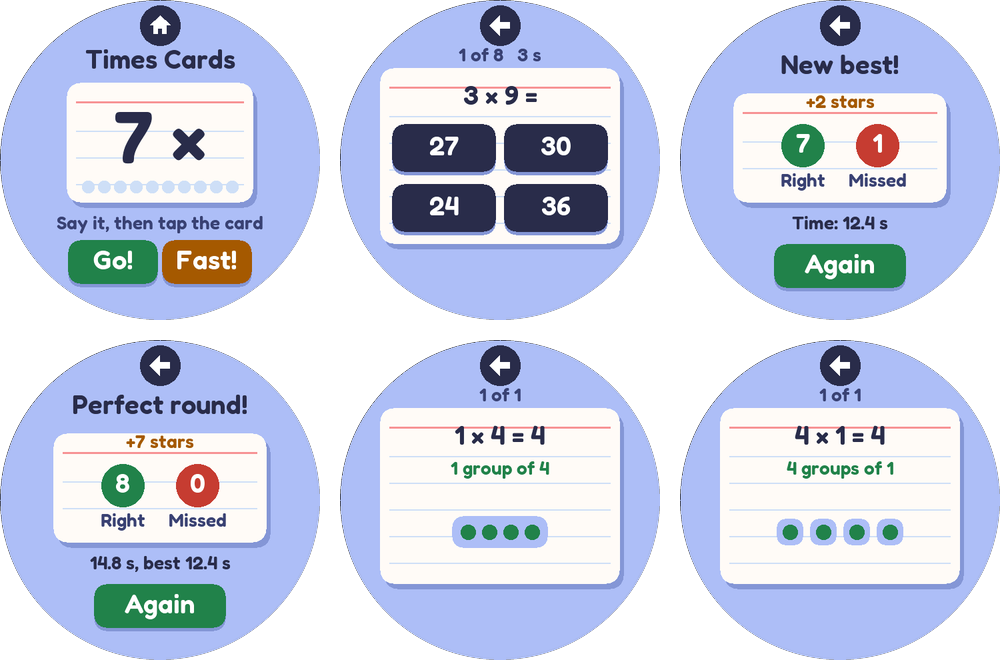 Times Cards
7 ×
Say it, then tap the card
Go!
Fast!
1 of 8 3 s
3 × 9 =
27
30
24
36
New best!
+2 stars
7
1
Right
Missed
Time: 12.4 s
Again
Perfect round!
+7 stars
8
0
Right
Missed
14.8 s, best 12.4 s
Again
1 of 1
1 × 4 = 4
1 group of 4
1 of 1
4 × 1 = 4
4 groups of 1